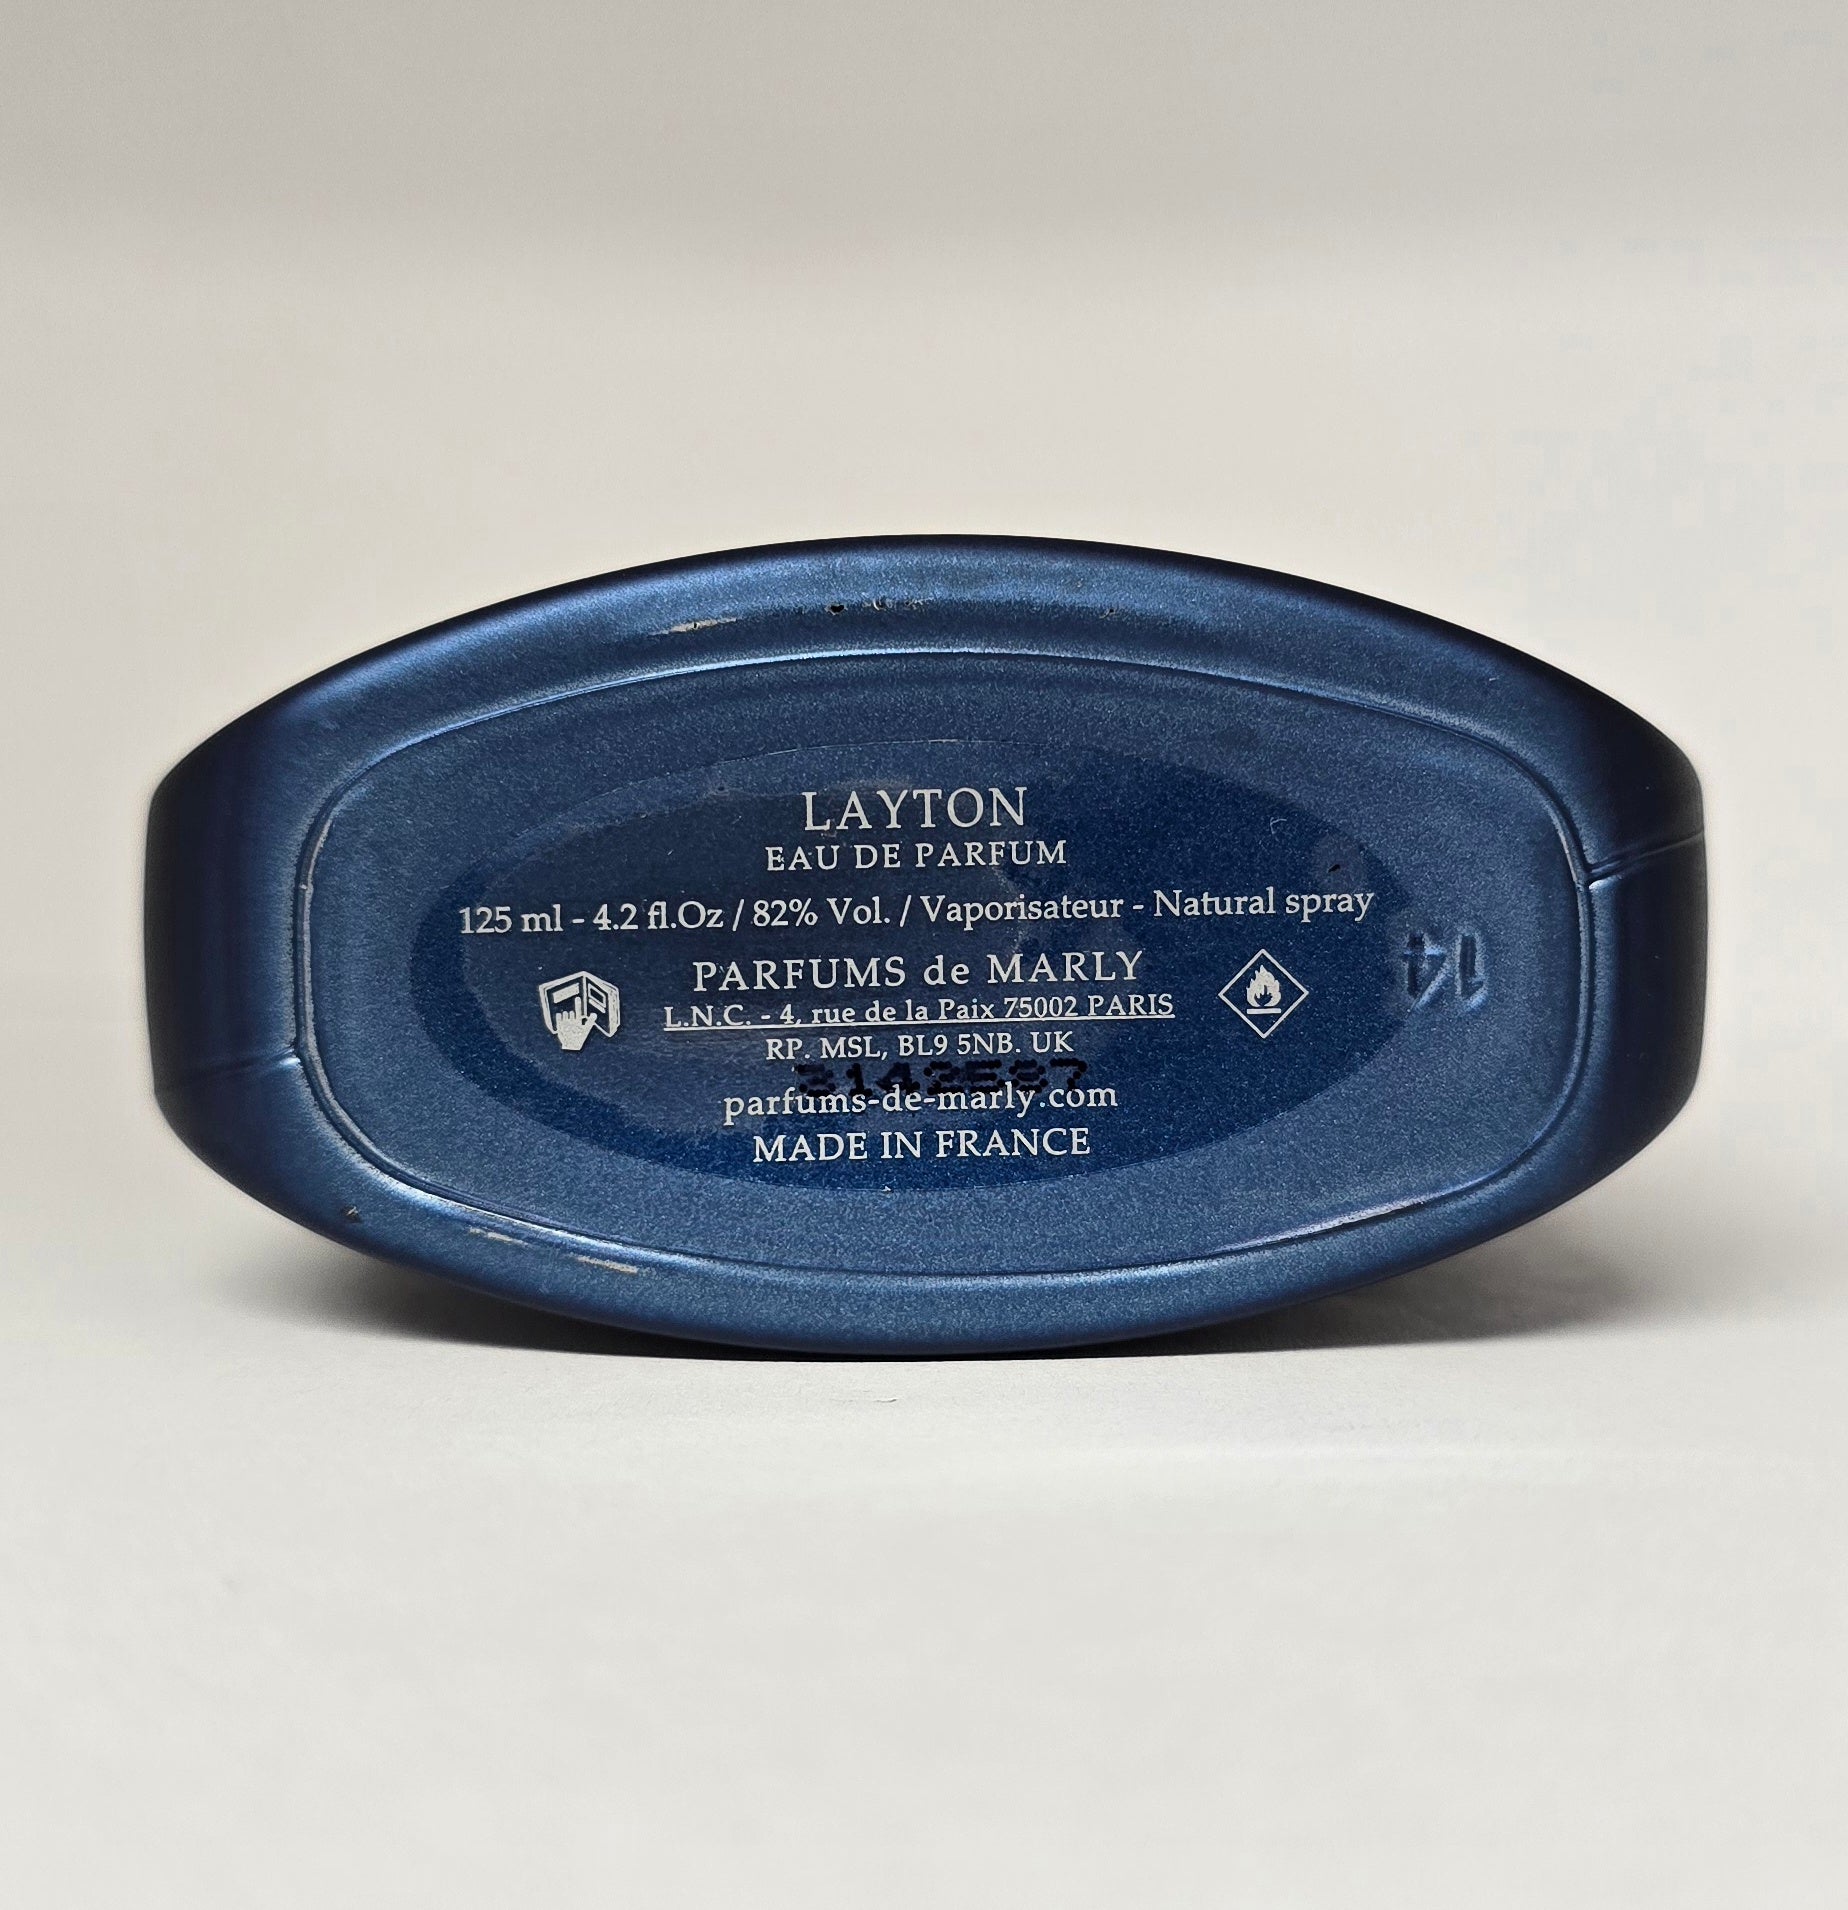 LAYTON
EAU DE PARFUM
125 ml - 4.2 fl.Oz / 82% Vol. / Vaporisateur - Natural spray
PARFUMS de MARLY
L.N.C. - 4, rue de la Paix 75002 PARIS
RP. MSL, BL9 5NB. UK
parfums-de-marly.com
MADE IN FRANCE
14